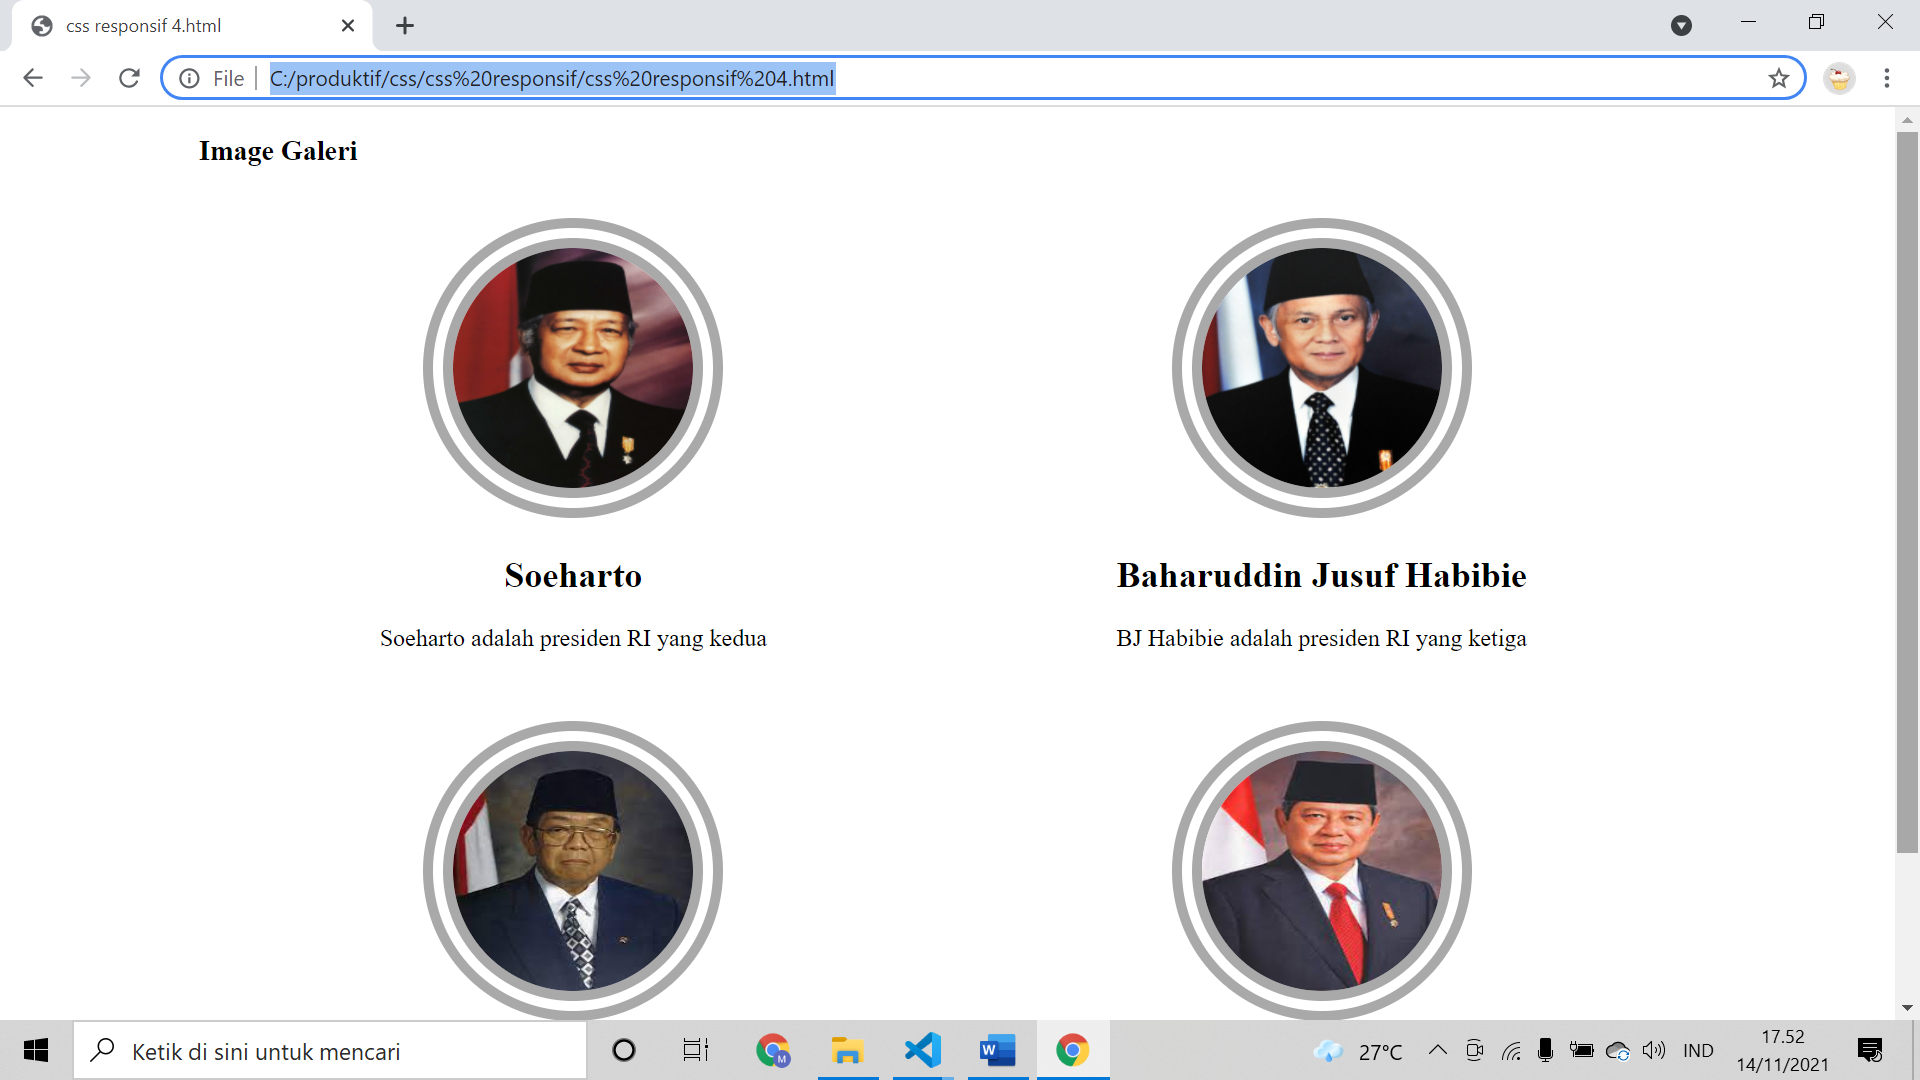 css responsif 4.html
File
C:/produktif/css/css%20responsif/css%20responsif%204.html
Image Galeri
Soeharto
Baharuddin Jusuf Habibie
Soeharto adalah presiden RI yang kedua
BJ Habibie adalah presiden RI yang ketiga
Ketik di sini untuk mencari
M
W
27°C
IND
17.52
14/11/2021